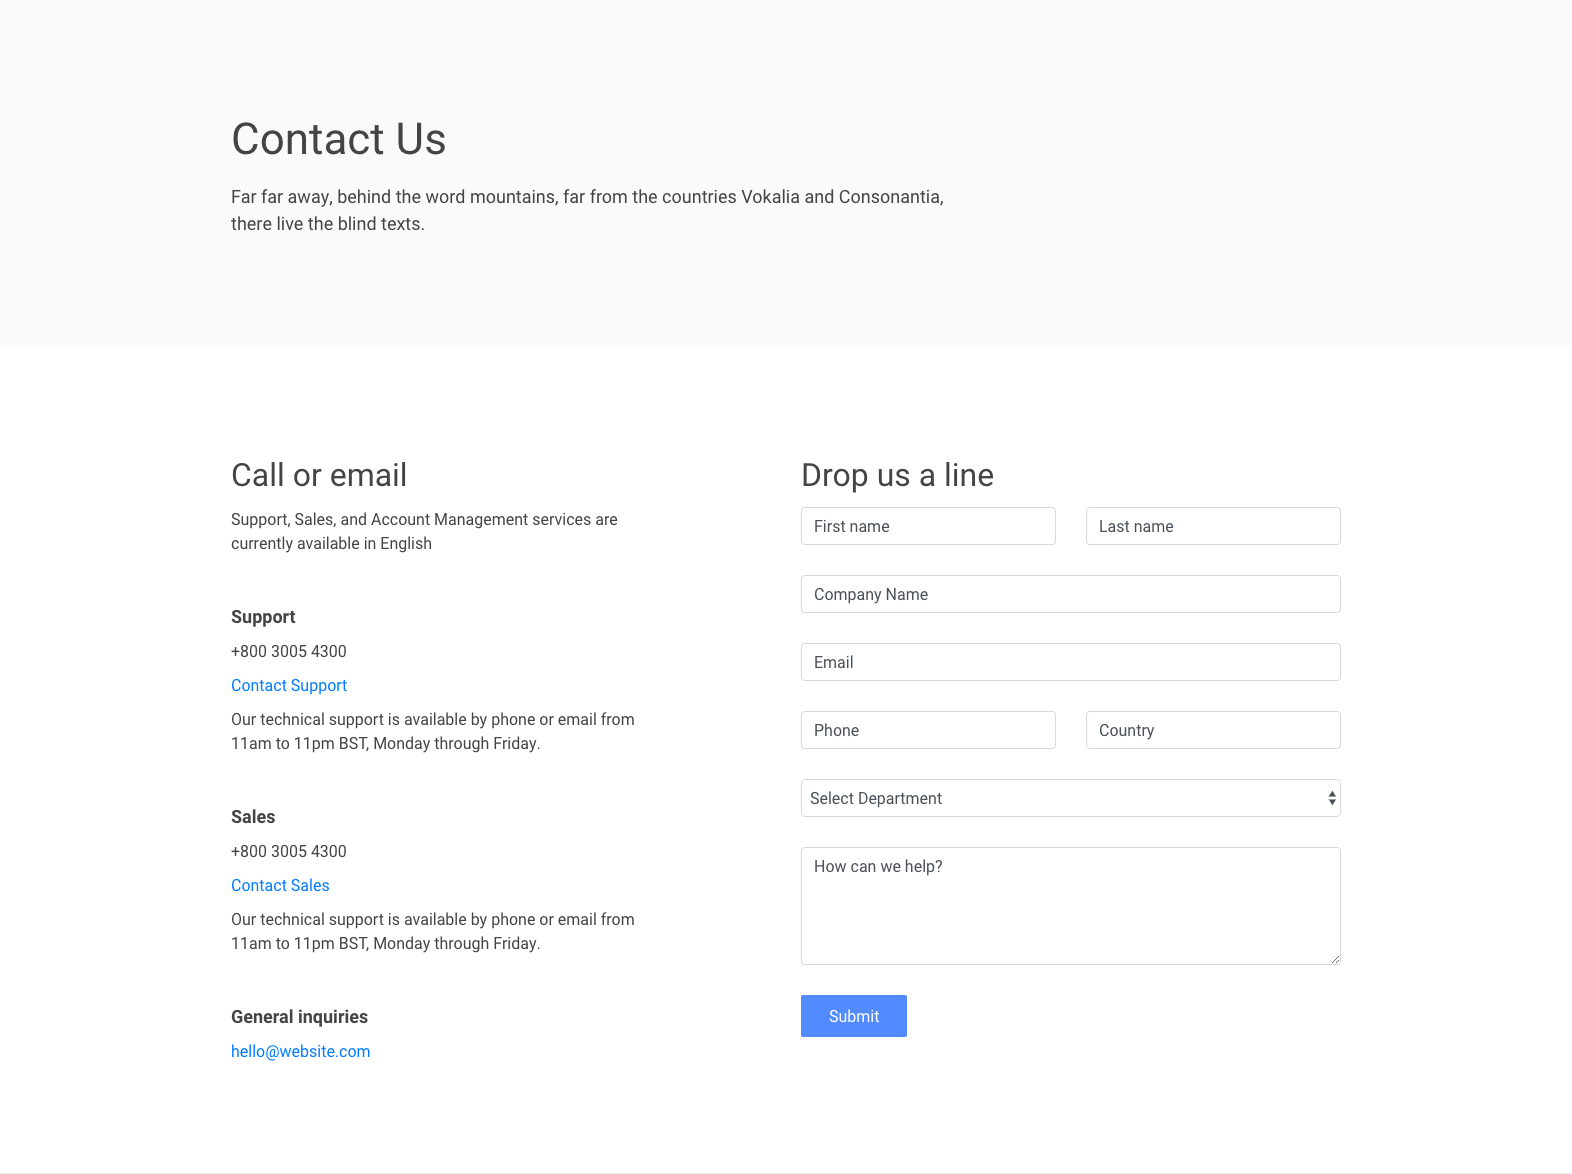 Contact Us
Far far away, behind the word mountains, far from the countries Vokalia and Consonantia,
there live the blind texts.
Call or email
Support, Sales, and Account Management services are
currently available in English
Support
+800 3005 4300
Contact Support
Our technical support is available by phone or email from
11am to 11pm BST, Monday through Friday.
Sales
+800 3005 4300
Contact Sales
Our technical support is available by phone or email from
11am to 11pm BST, Monday through Friday.
General inquiries
hello@website.com
Drop us a line
First name
Last name
Company Name
Email
Phone
Country
Select Department
How can we help?
Submit